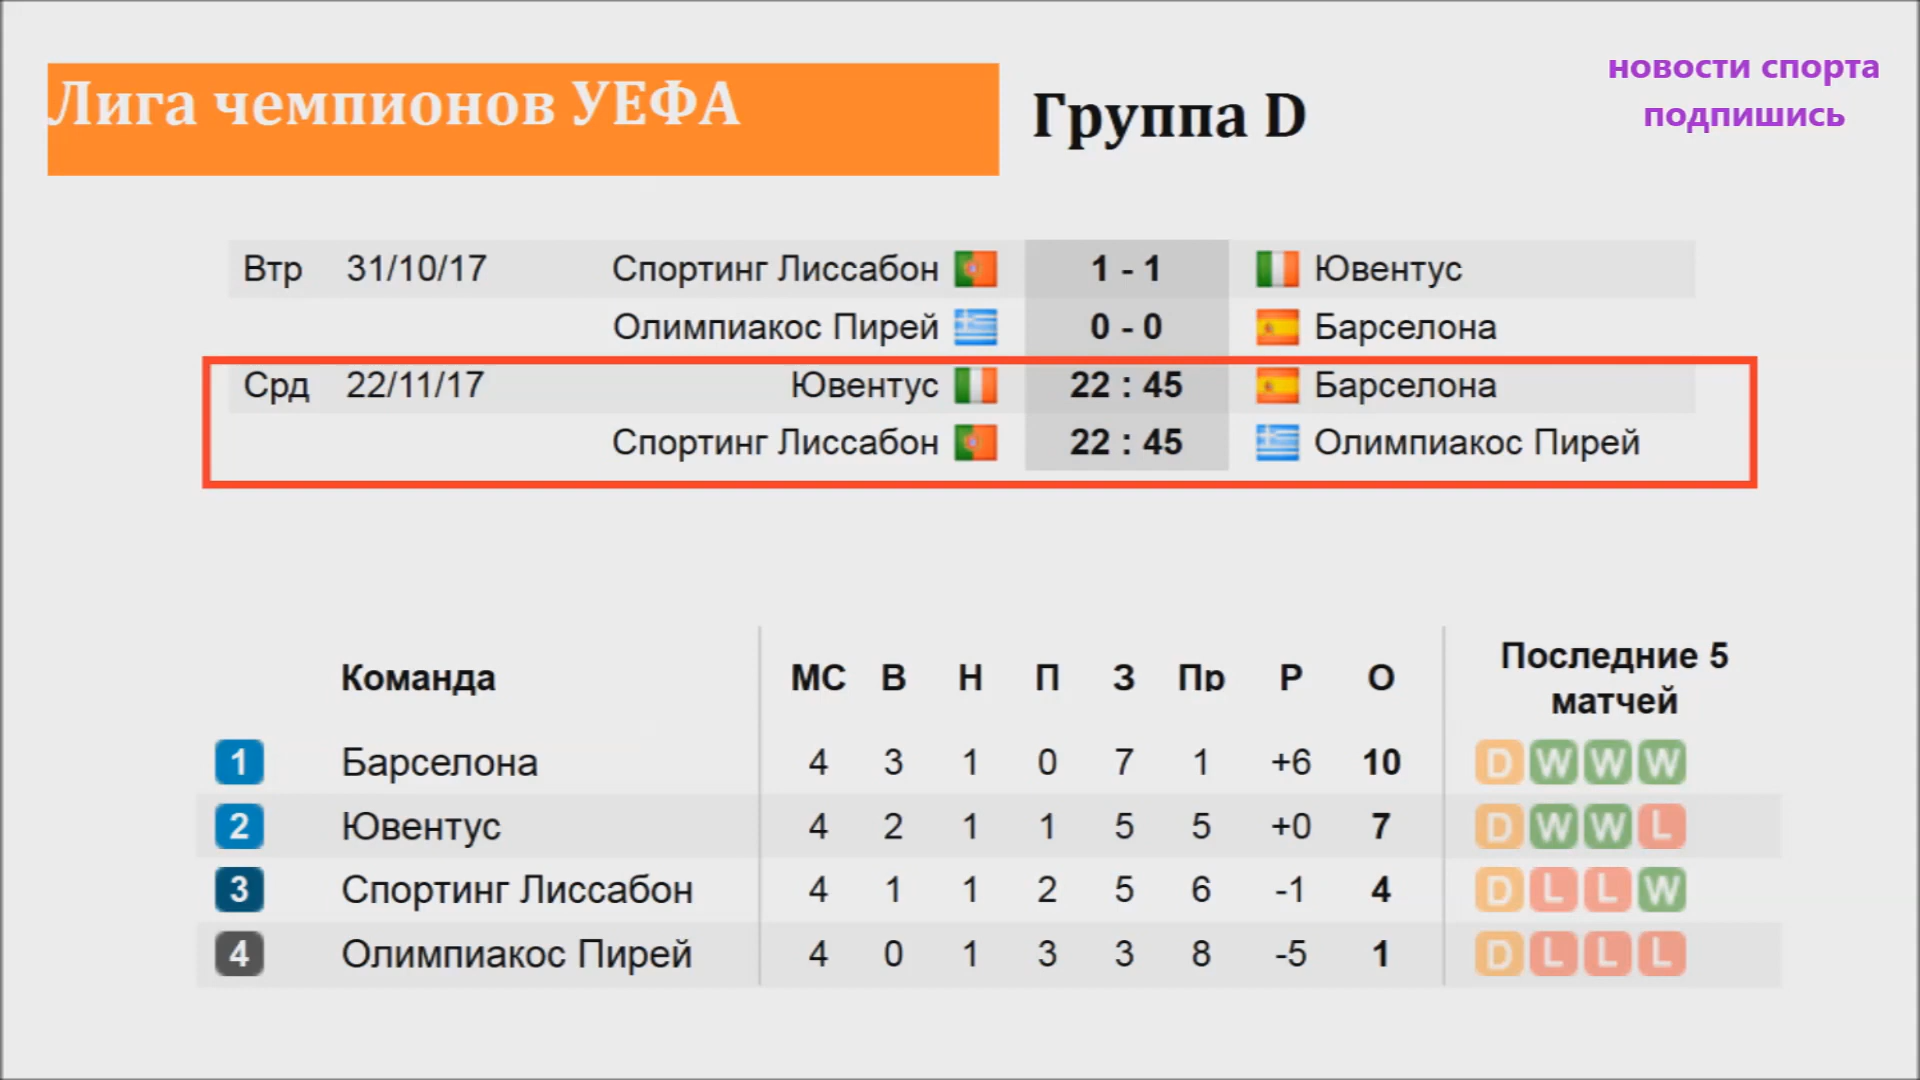 Лига чемпионов УЕФА
Группа D
новости спорта
подпишись
Втр 31/10/17 Спортинг Лиссабон 1 - 1 Ювентус
Олимпиакос Пирей 0 - 0 Барселона
Срд 22/11/17 Ювентус 22 : 45 Барселона
Спортинг Лиссабон 22 : 45 Олимпиакос Пирей
Команда МС В Н П З Пр Р О Последние 5
матчей
1 Барселона 4 3 1 0 7 1 +6 10 D W W W
2 Ювентус 4 2 1 1 5 5 +0 7 D W W L
3 Спортинг Лиссабон 4 1 1 2 5 6 -1 4 D L L W
4 Олимпиакос Пирей 4 0 1 3 3 8 -5 1 D L L L